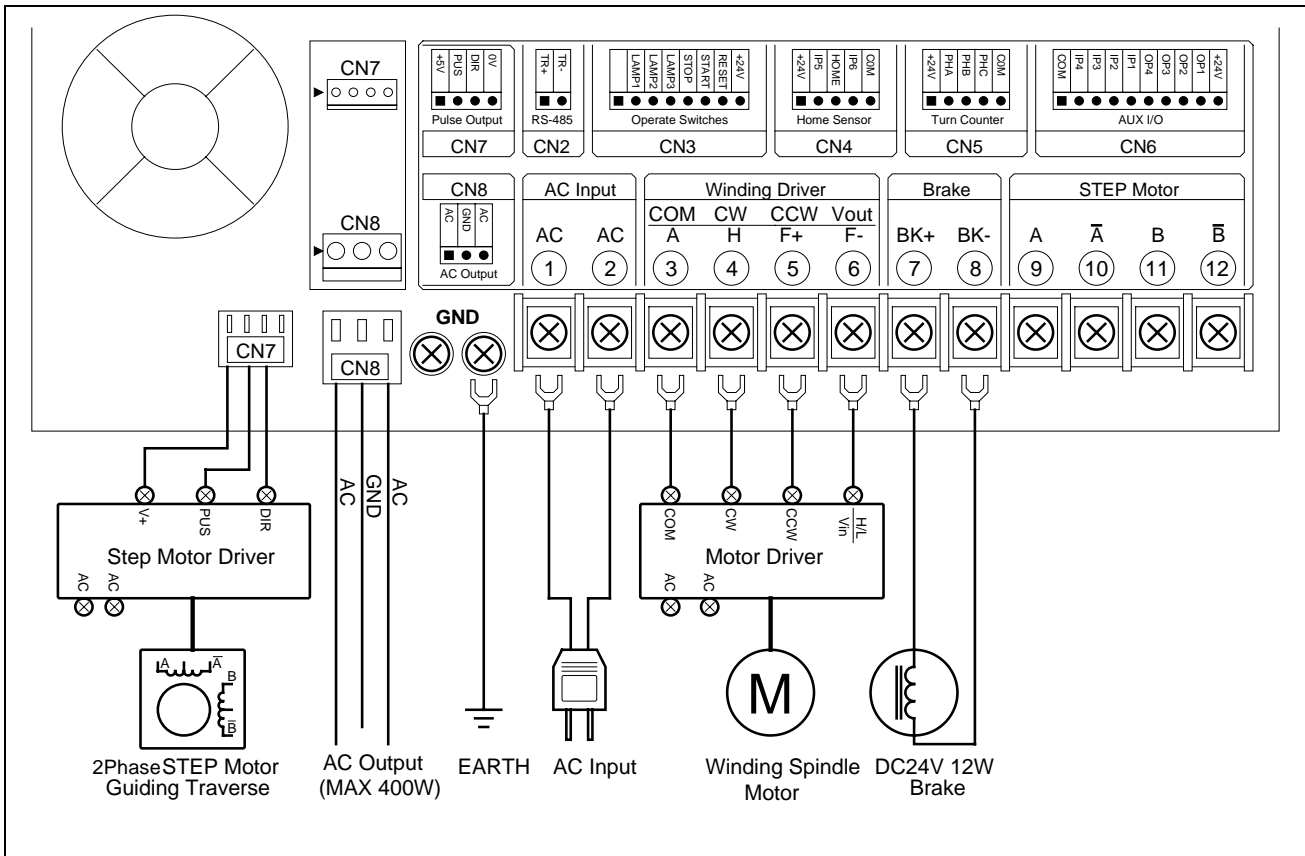 CN7
CN8
+5V PUS DIR 0V
Pulse Output
CN7
TR+ TR-
RS-485
CN2
LAMP1 LAMP2 LAMP3 STOP START RESET +24V
Operate Switches
CN3
+24V IP5 HOME IP6 COM
Home Sensor
CN4
+24V PHA PHB PHC COM
Turn Counter
CN5
COM IP4 IP3 IP2 IP1 OP4 OP3 OP2 OP1 +24V
AUX I/O
CN6
CN8
AC GND AC
AC Output
AC Input
AC AC
1 2
Winding Driver
COM CW CCW Vout
A H F+ F-
3 4 5 6
Brake
BK+ BK-
7 8
STEP Motor
A A̅ B B̅
9 10 11 12
GND
CN7
CN8
V+ PUS DIR
Step Motor Driver
AC AC
A A̅
B
B̅
2Phase STEP Motor
Guiding Traverse
AC GND AC
AC Output
(MAX 400W)
EARTH
AC Input
COM CW CCW H/L
Vin
Motor Driver
AC AC
M
Winding Spindle
Motor
DC24V 12W
Brake